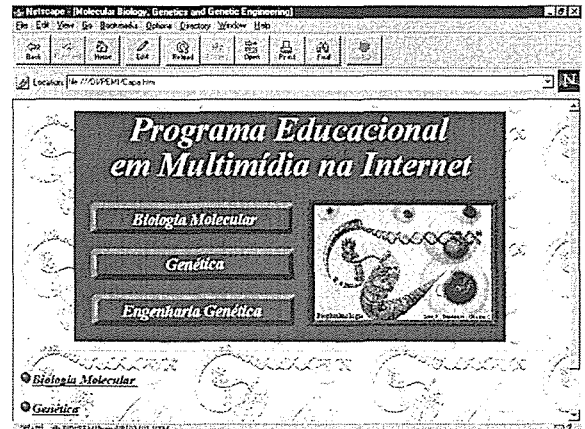 Netscape - [Molecular Biology, Genetics and Genetic Engineering]
File Edit View Go Bookmarks Options Directory Window Help
Back Home Edit Reload Open Print Find
Location:
N
Programa Educacional
em Multimídia na Internet
Biologia Molecular
Genética
Engenharia Genética
Biologia Molecular
Genética